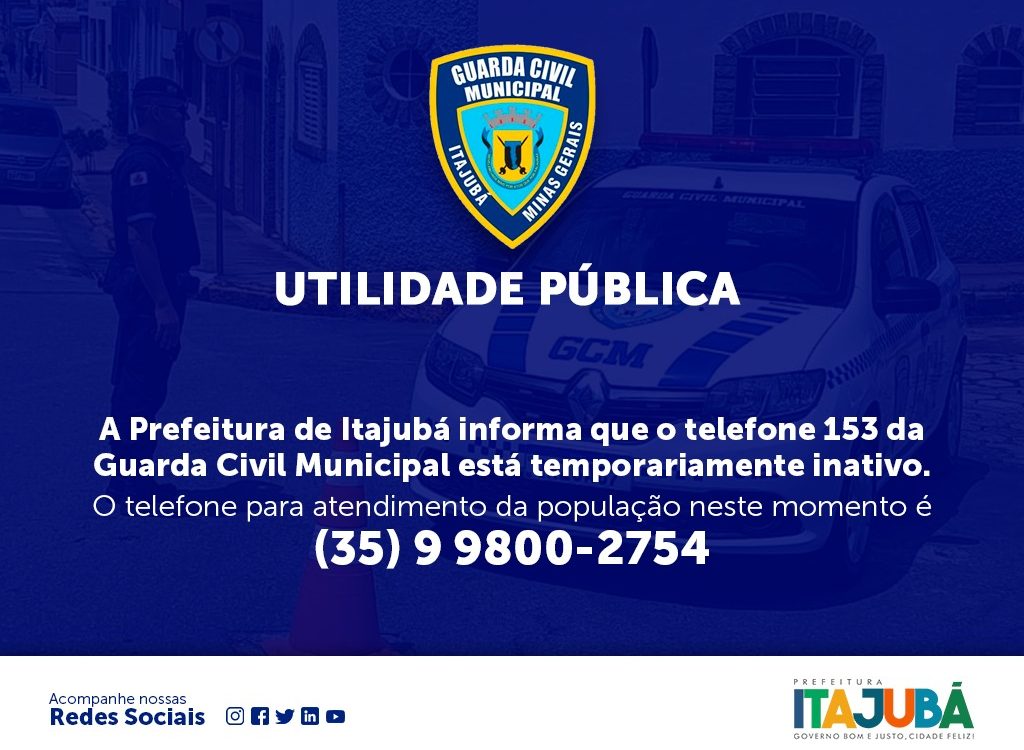 GUARDA CIVIL
MUNICIPAL
ITAJUBÁ
MINAS GERAIS
GUARDA CIVIL MUNICIPAL
GCM
UTILIDADE PÚBLICA
A Prefeitura de Itajubá informa que o telefone 153 da
Guarda Civil Municipal está temporariamente inativo.
O telefone para atendimento da população neste momento é
(35) 9 9800-2754
Acompanhe nossas
Redes Sociais
PREFEITURA
ITAJUBÁ
GOVERNO BOM E JUSTO, CIDADE FELIZ!